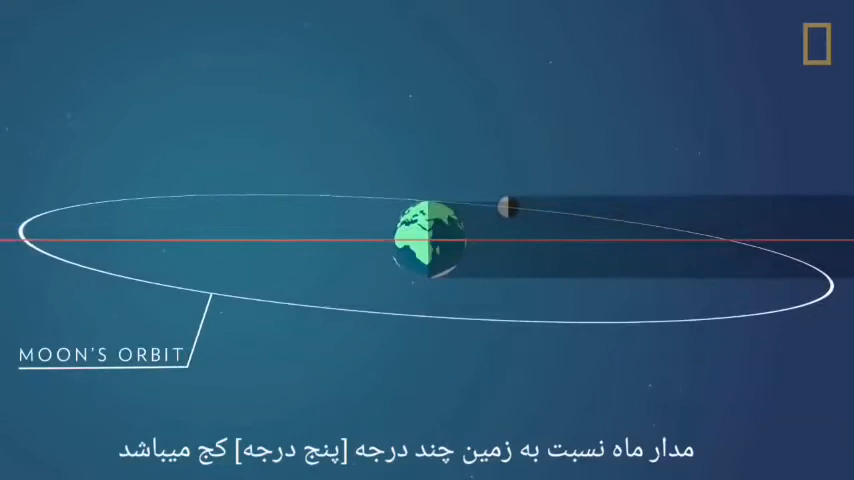 MOON'S ORBIT
مدار ماه نسبت به زمین چند درجه [پنج درجه] کج میباشد